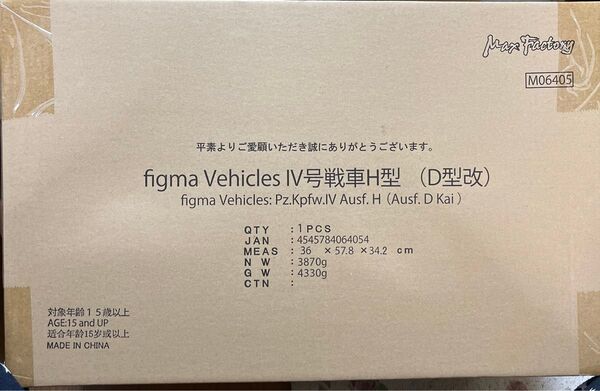 Max Factory
M06405
平素よりご愛顧いただき誠にありがとうございます。
figma Vehicles IV号戦車H型 (D型改)
figma Vehicles: Pz.Kpfw.IV Ausf. H (Ausf. D Kai )
QTY : 1PCS
JAN : 4545784064054
MEAS : 36 ×57.8 ×34.2 cm
N W : 3870g
G W : 4330g
CTN :
対象年齢15歳以上
AGE:15 and UP
适合年龄15岁或以上
MADE IN CHINA